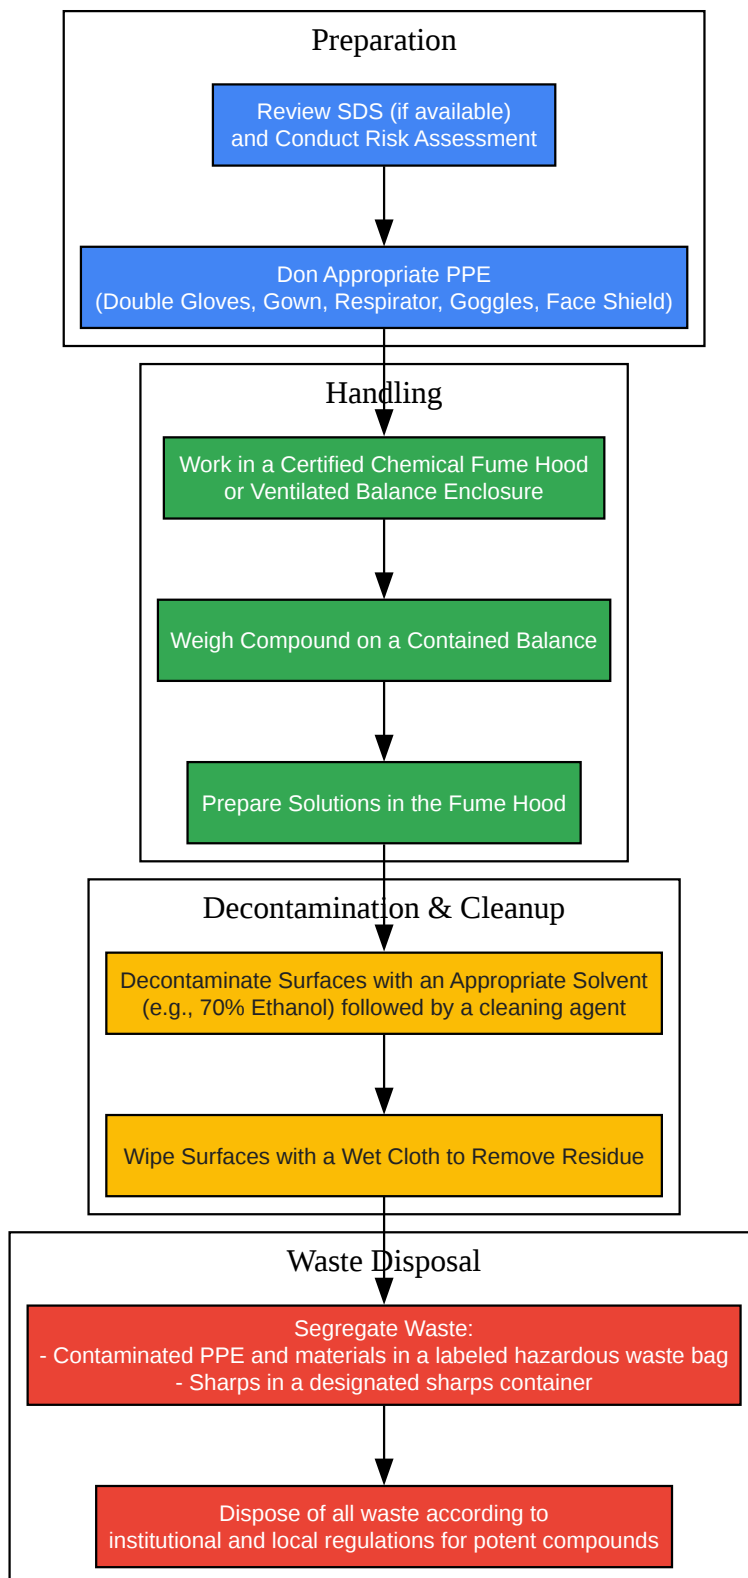 Preparation
Review SDS (if available)
and Conduct Risk Assessment
Don Appropriate PPE
(Double Gloves, Gown, Respirator, Goggles, Face Shield)
Handling
Work in a Certified Chemical Fume Hood
or Ventilated Balance Enclosure
Weigh Compound on a Contained Balance
Prepare Solutions in the Fume Hood
Decontamination & Cleanup
Decontaminate Surfaces with an Appropriate Solvent
(e.g., 70% Ethanol) followed by a cleaning agent
Wipe Surfaces with a Wet Cloth to Remove Residue
Waste Disposal
Segregate Waste:
- Contaminated PPE and materials in a labeled hazardous waste bag
- Sharps in a designated sharps container
Dispose of all waste according to
institutional and local regulations for potent compounds